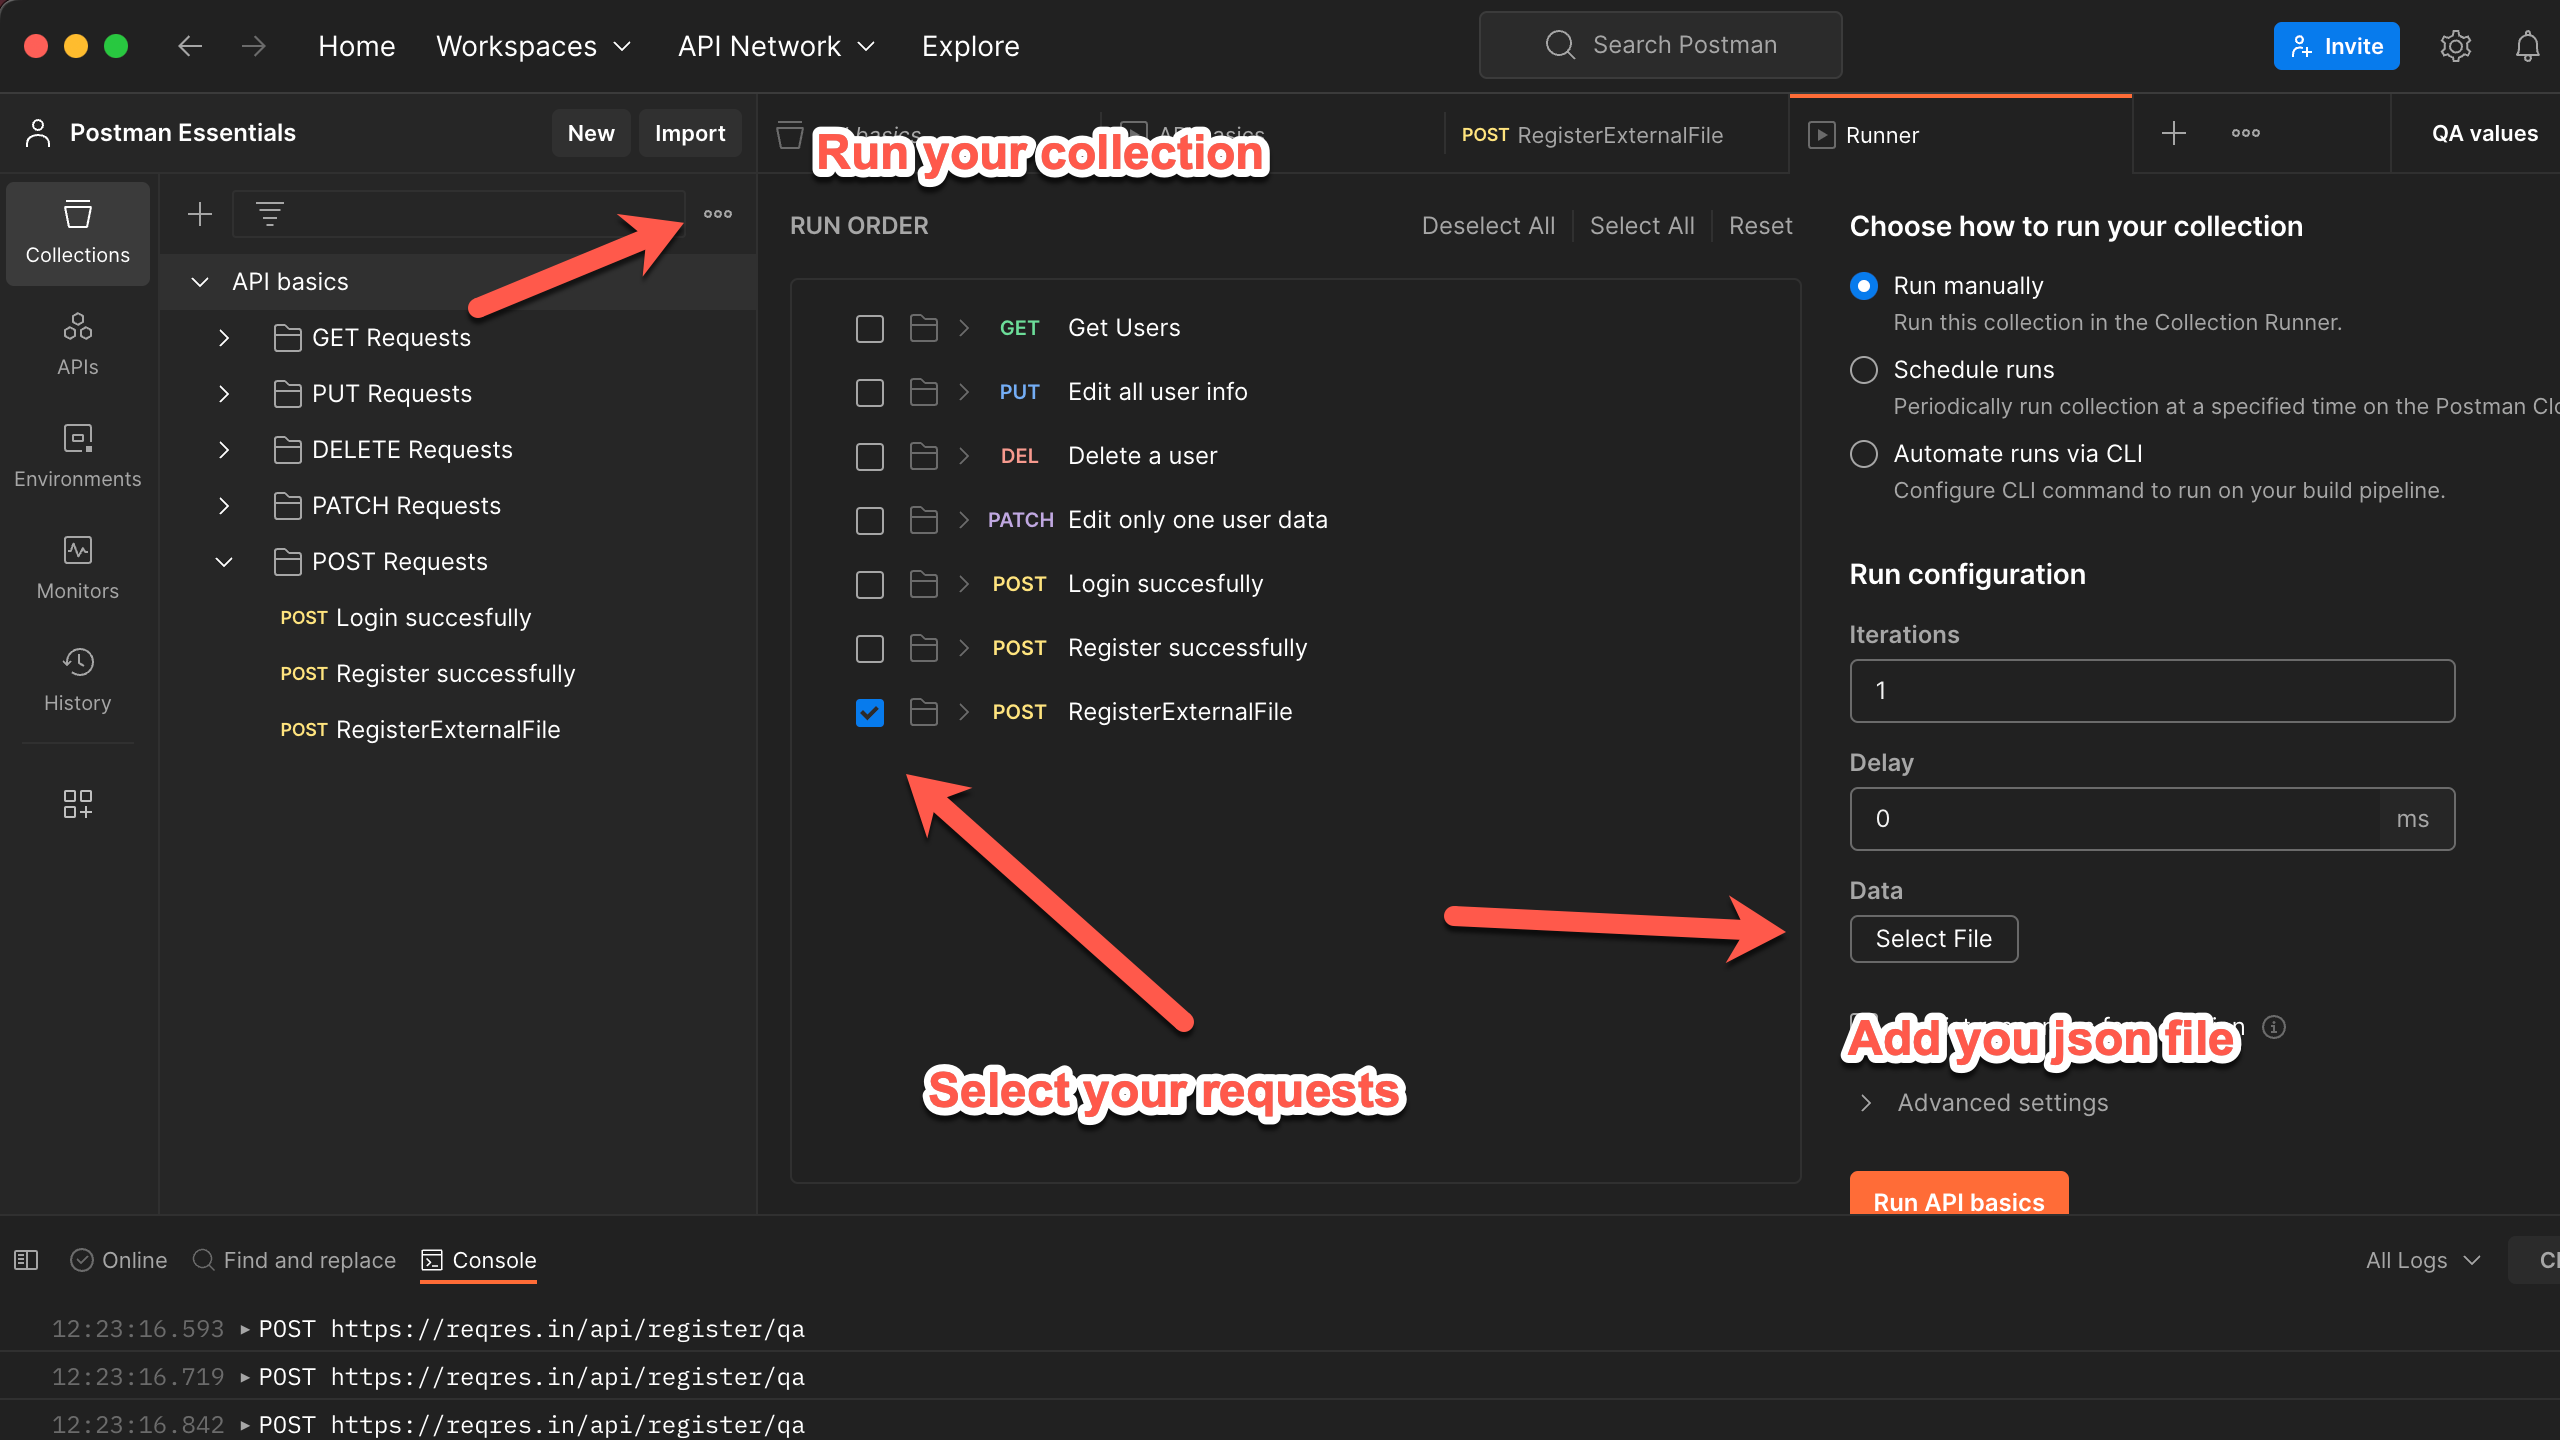 Home Workspaces API Network Explore Search Postman Invite
Postman Essentials New Import basics POST RegisterExternalFile Runner QA values
Run your collection
Collections
APIs
Environments
Monitors
History
API basics
GET Requests
PUT Requests
DELETE Requests
PATCH Requests
POST Requests
POST Login succesfully
POST Register successfully
POST RegisterExternalFile
RUN ORDER Deselect All Select All Reset
GET Get Users
PUT Edit all user info
DEL Delete a user
PATCH Edit only one user data
POST Login succesfully
POST Register successfully
POST RegisterExternalFile
Select your requests
Choose how to run your collection
Run manually
Run this collection in the Collection Runner.
Schedule runs
Periodically run collection at a specified time on the Postman Clo
Automate runs via CLI
Configure CLI command to run on your build pipeline.
Run configuration
Iterations
1
Delay
0 ms
Data
Select File
Add you json file
Advanced settings
Run API basics
Online Find and replace Console All Logs Cl
12:23:16.593 POST https://reqres.in/api/register/qa
12:23:16.719 POST https://reqres.in/api/register/qa
12:23:16.842 POST https://reqres.in/api/register/qa